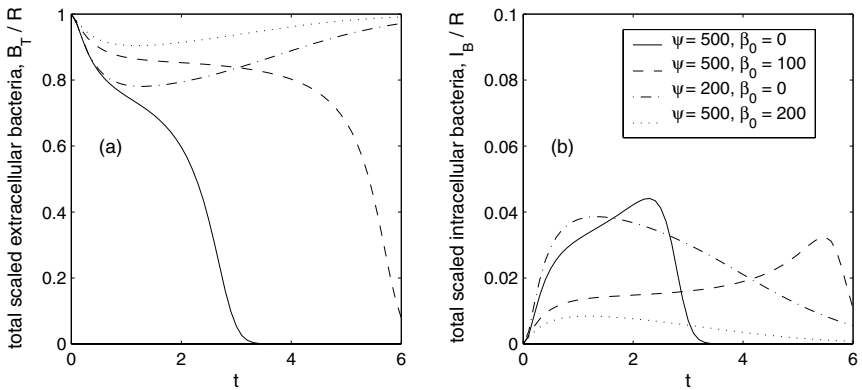 total scaled extracellular bacteria, B_T / R
1
0.8
0.6
0.4
0.2
0
(a)
0
2
4
6
t
total scaled intracellular bacteria, I_B / R
0.1
0.08
0.06
0.04
0.02
0
(b)
ψ = 500, β_0 = 0
ψ = 500, β_0 = 100
ψ = 200, β_0 = 0
ψ = 500, β_0 = 200
0
2
4
6
t